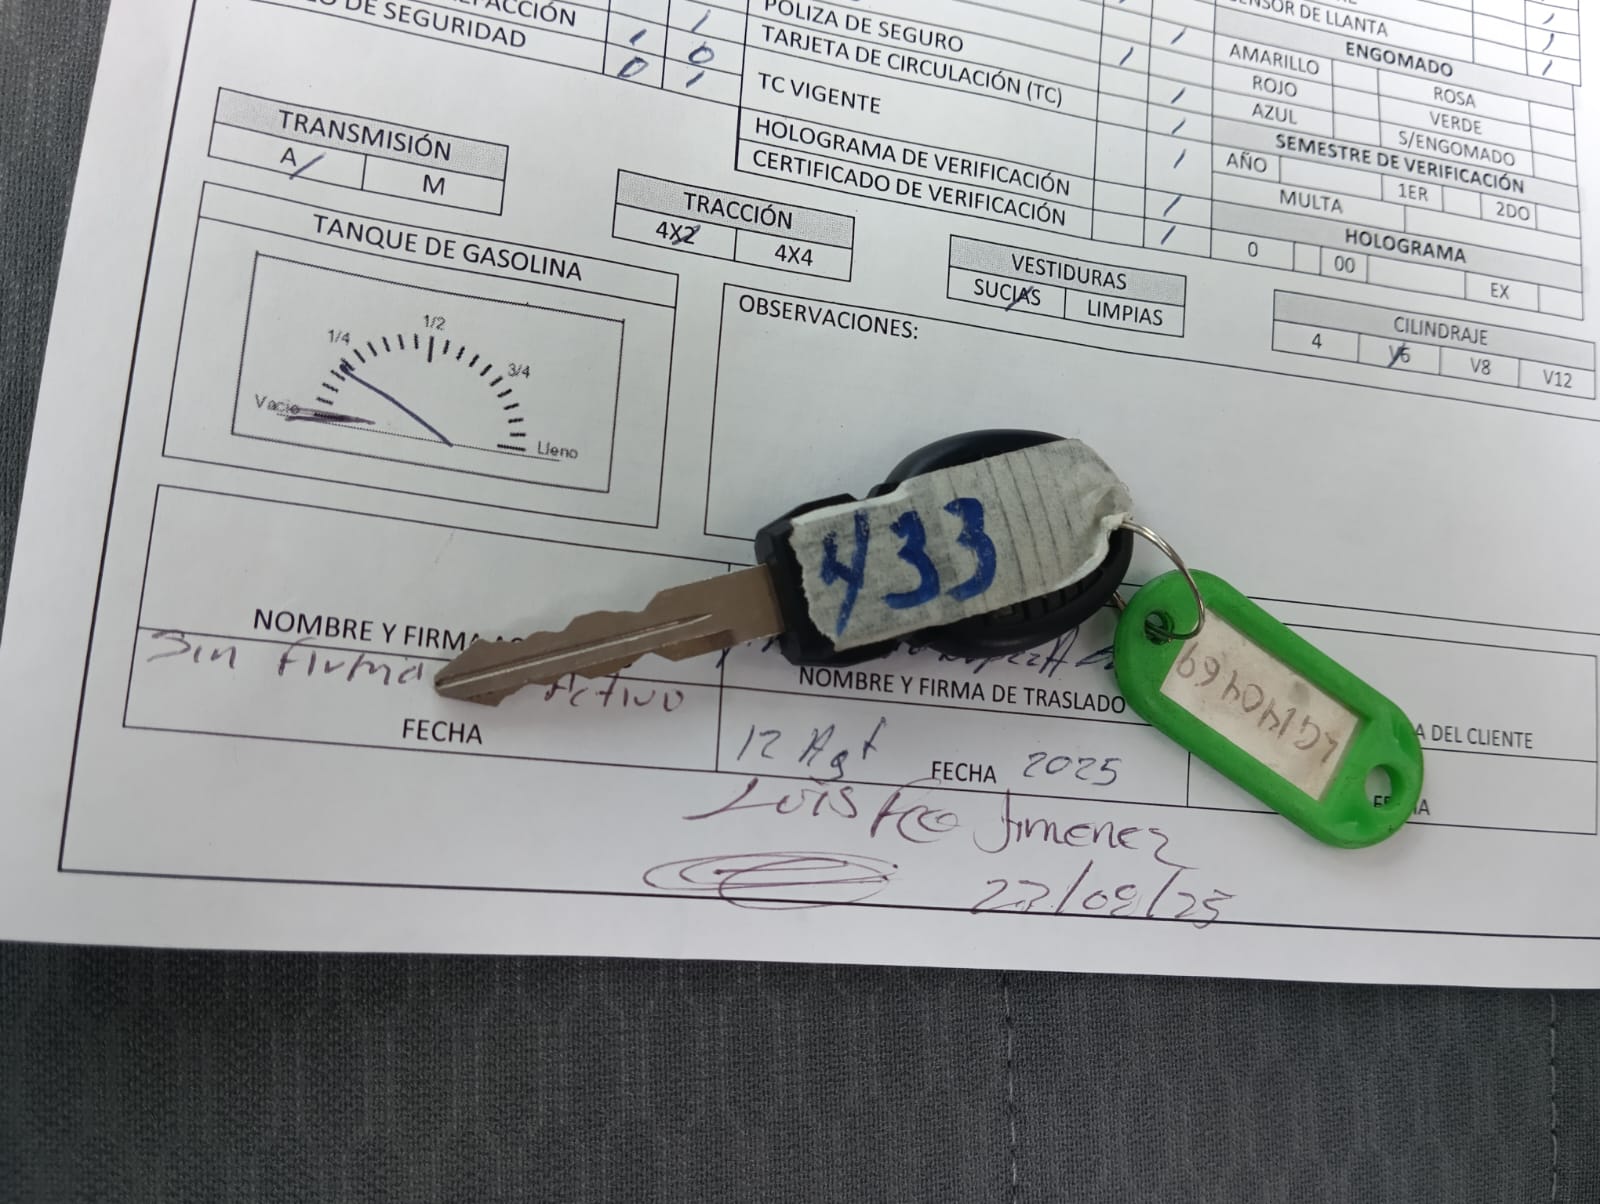 REFACCIÓN
DE SEGURIDAD
POLIZA DE SEGURO
TARJETA DE CIRCULACIÓN (TC)
TC VIGENTE
HOLOGRAMA DE VERIFICACIÓN
CERTIFICADO DE VERIFICACIÓN
DE LLANTA
ENGOMADO
AMARILLO ROSA
ROJO VERDE
AZUL S/ENGOMADO
SEMESTRE DE VERIFICACIÓN
AÑO 1ER 2DO
MULTA
HOLOGRAMA
0 00 EX
TRANSMISIÓN
A M
TRACCIÓN
4X2 4X4
VESTIDURAS
SUCIAS LIMPIAS
CILINDRAJE
4 V6 V8 V12
TANQUE DE GASOLINA
1/4 1/2 3/4
Vacio Lleno
OBSERVACIONES:
433
NOMBRE Y FIRMA
Sin Firma Activo
FECHA
NOMBRE Y FIRMA DE TRASLADO
12 Agt FECHA 2025
DEL CLIENTE
Luis Fco Jimenez